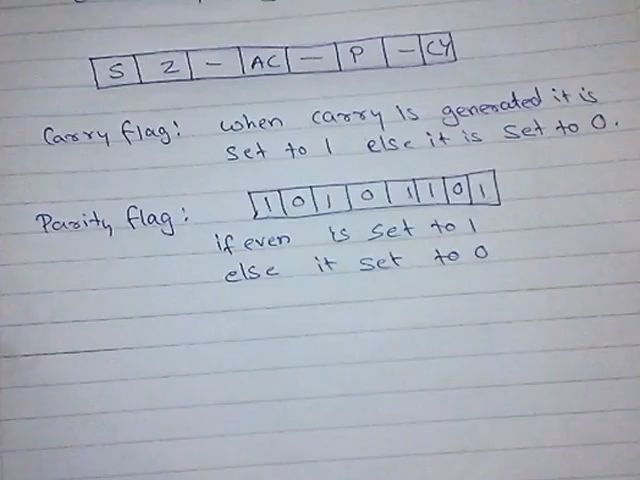 S Z - AC - P - CY
Carry flag: when carry is generated it is
set to 1 else it is set to 0.
Parity flag: 1 0 1 0 1 1 0 1
if even is set to 1
else it set to 0